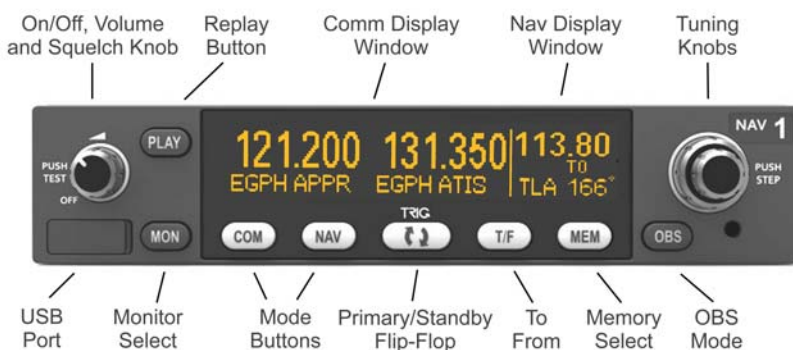 On/Off, Volume
and Squelch Knob
Replay
Button
Comm Display
Window
Nav Display
Window
Tuning
Knobs
NAV 1
PLAY
PUSH
TEST
OFF
121.200 131.350 113.80
TO
EGPH APPR EGPH ATIS TLA 166°
PUSH
STEP
TRIG
MON COM NAV T/F MEM OBS
USB
Port
Monitor
Select
Mode
Buttons
Primary/Standby
Flip-Flop
To
From
Memory
Select
OBS
Mode